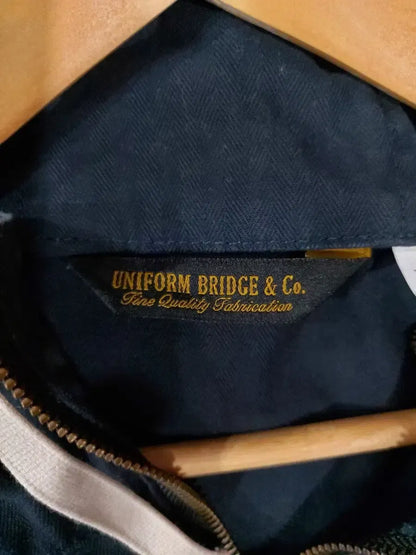 UNIFORM BRIDGE & Co.
Fine Quality Fabrication